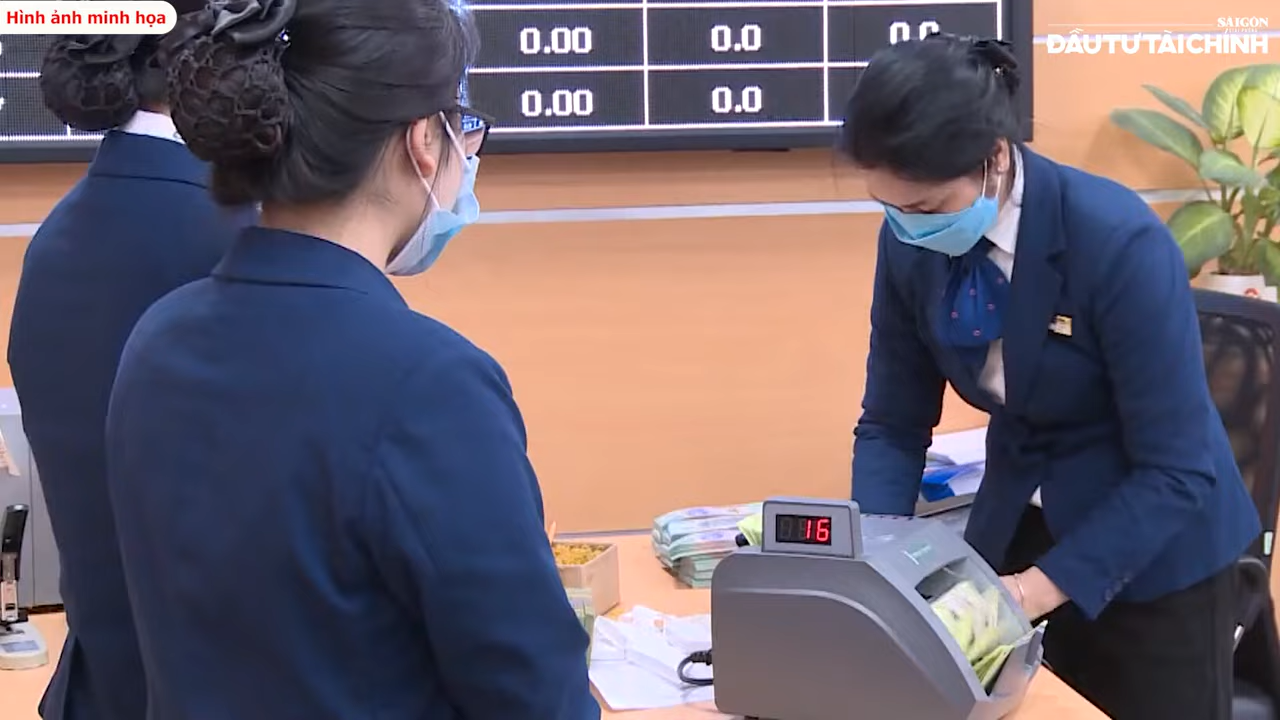 Hình ảnh minh họa
SAIGON
ĐẦU TƯ TÀI CHÍNH
0.00 0.0 0.0
0.00 0.0
16